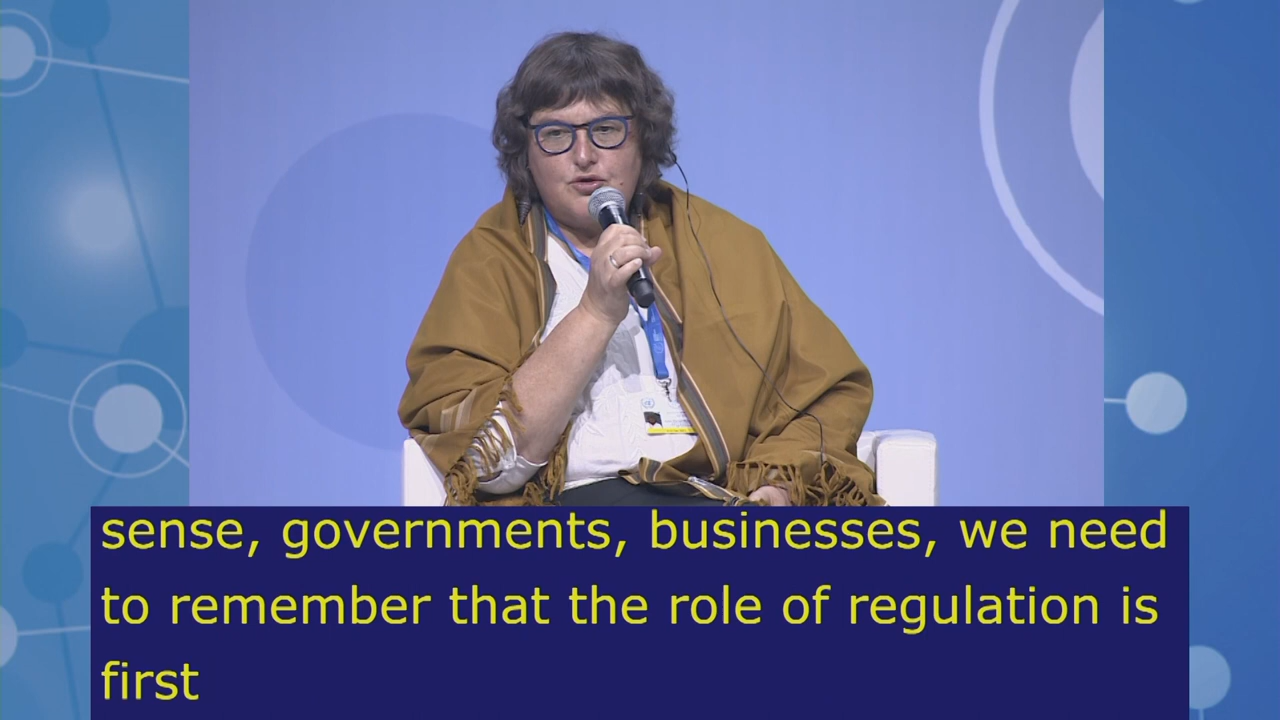 sense, governments, businesses, we need
to remember that the role of regulation is
first